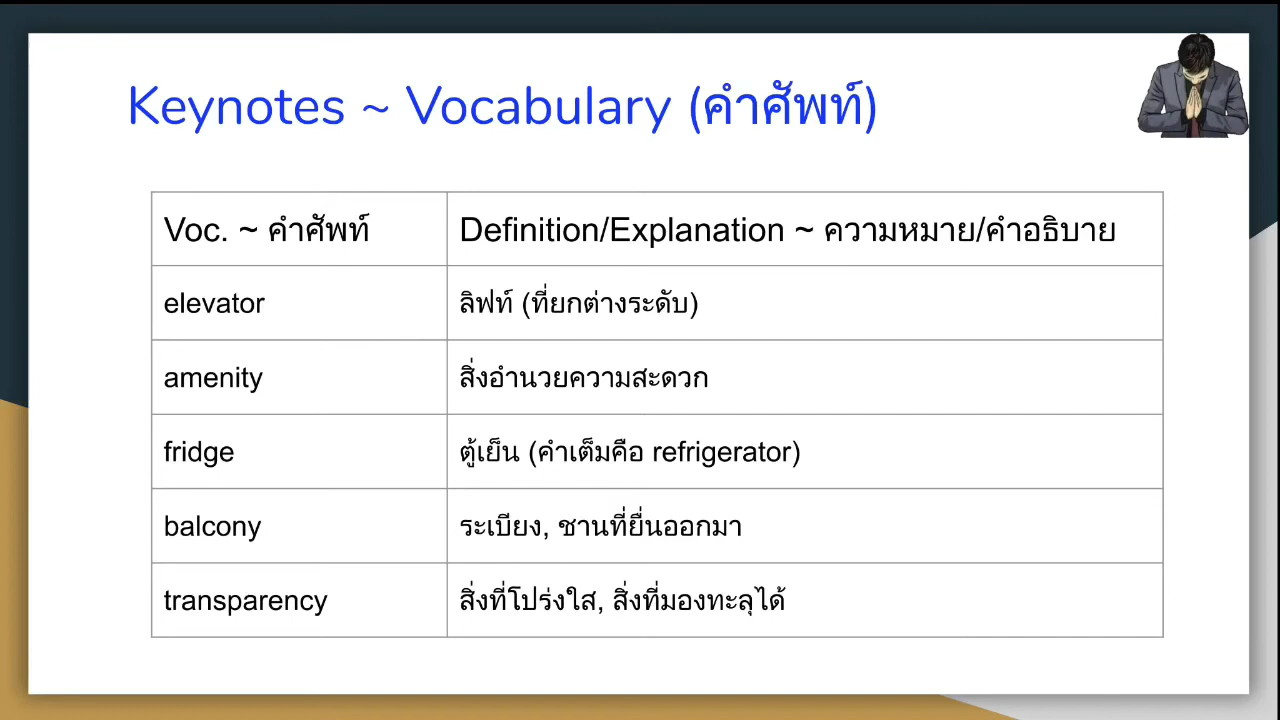 Keynotes ~ Vocabulary (คำศัพท์)
Voc. ~ คำศัพท์
Definition/Explanation ~ ความหมาย/คำอธิบาย
elevator
ลิฟท์ (ที่ยกต่างระดับ)
amenity
สิ่งอำนวยความสะดวก
fridge
ตู้เย็น (คำเต็มคือ refrigerator)
balcony
ระเบียง, ชานที่ยื่นออกมา
transparency
สิ่งที่โปร่งใส, สิ่งที่มองทะลุได้